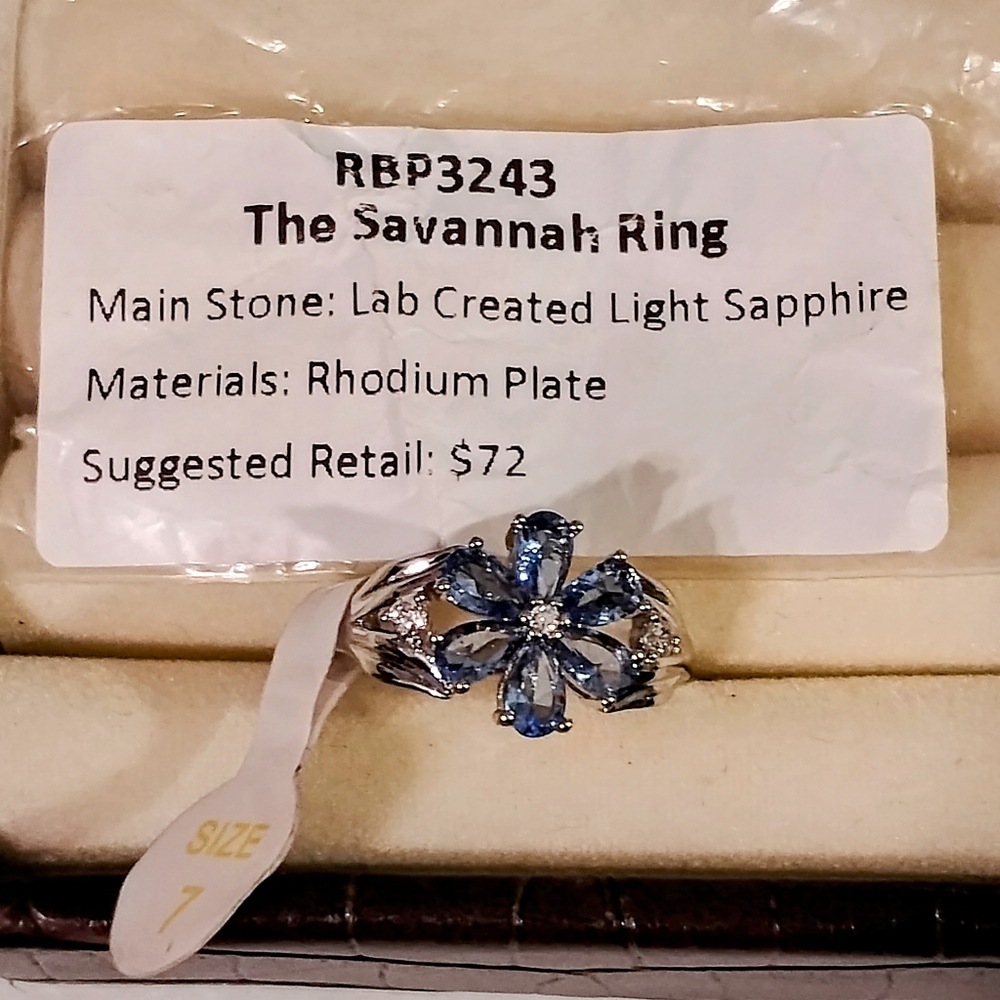 RBP3243
The Savannah Ring
Main Stone: Lab Created Light Sapphire
Materials: Rhodium Plate
Suggested Retail: $72
SIZE
7